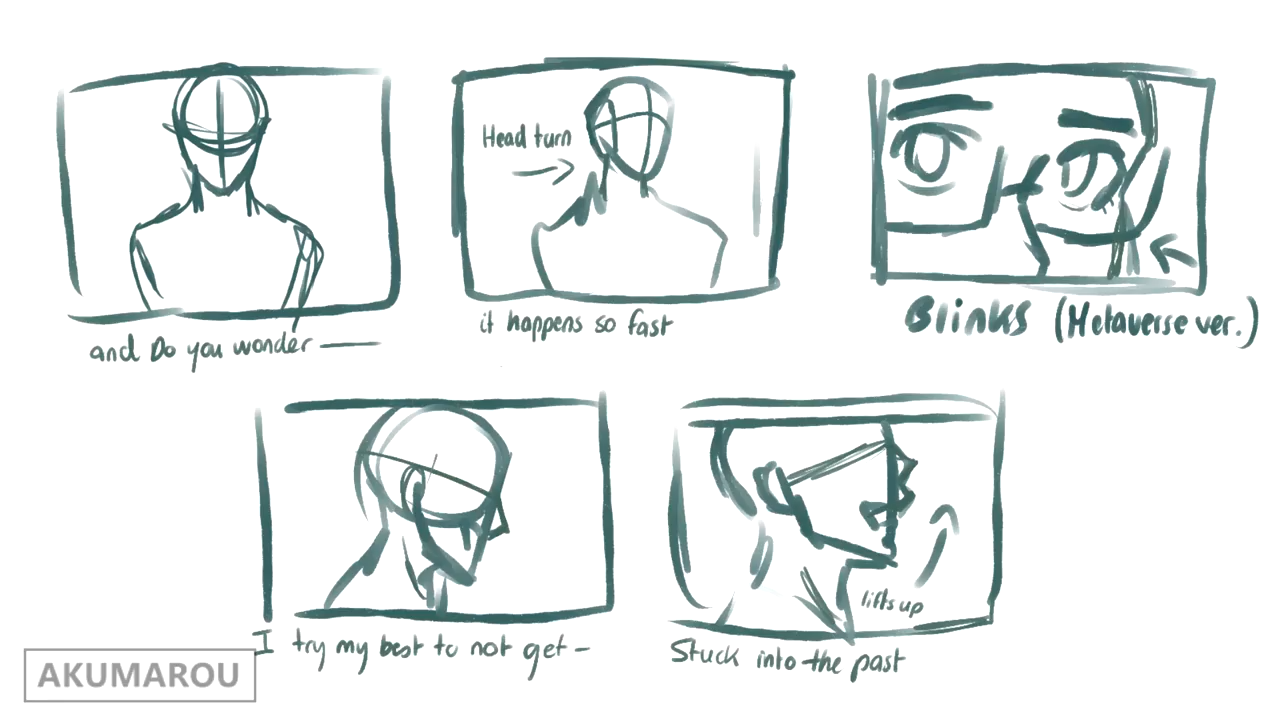 Head turn
and Do you wonder —
it happens so fast
Blinks (Metaverse ver.)
I try my best to not get -
lifts up
Stuck into the past
AKUMAROU